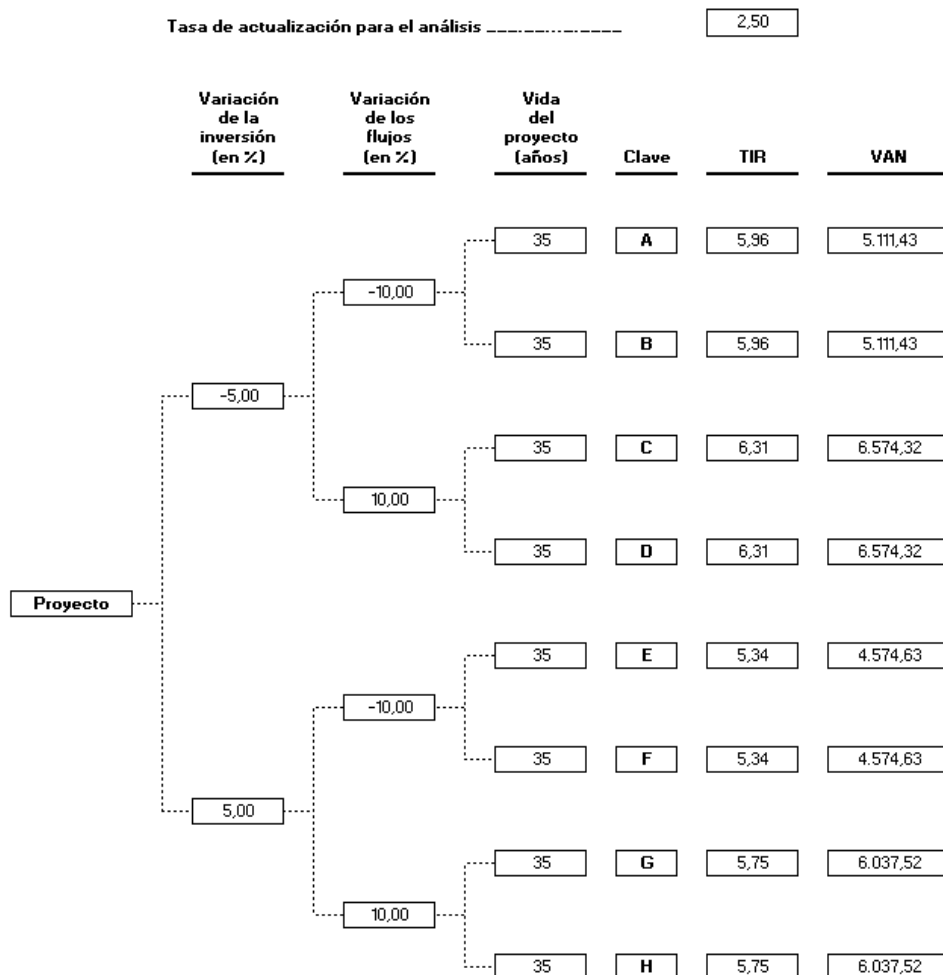 Tasa de actualización para el análisis
2,50
Variación de la inversión (en %)
Variación de los flujos (en %)
Vida del proyecto (años)
Clave
TIR
VAN
35 A 5,96 5.111,43
-10,00
35 B 5,96 5.111,43
-5,00
35 C 6,31 6.574,32
10,00
35 D 6,31 6.574,32
Proyecto
35 E 5,34 4.574,63
-10,00
35 F 5,34 4.574,63
5,00
35 G 5,75 6.037,52
10,00
35 H 5,75 6.037,52